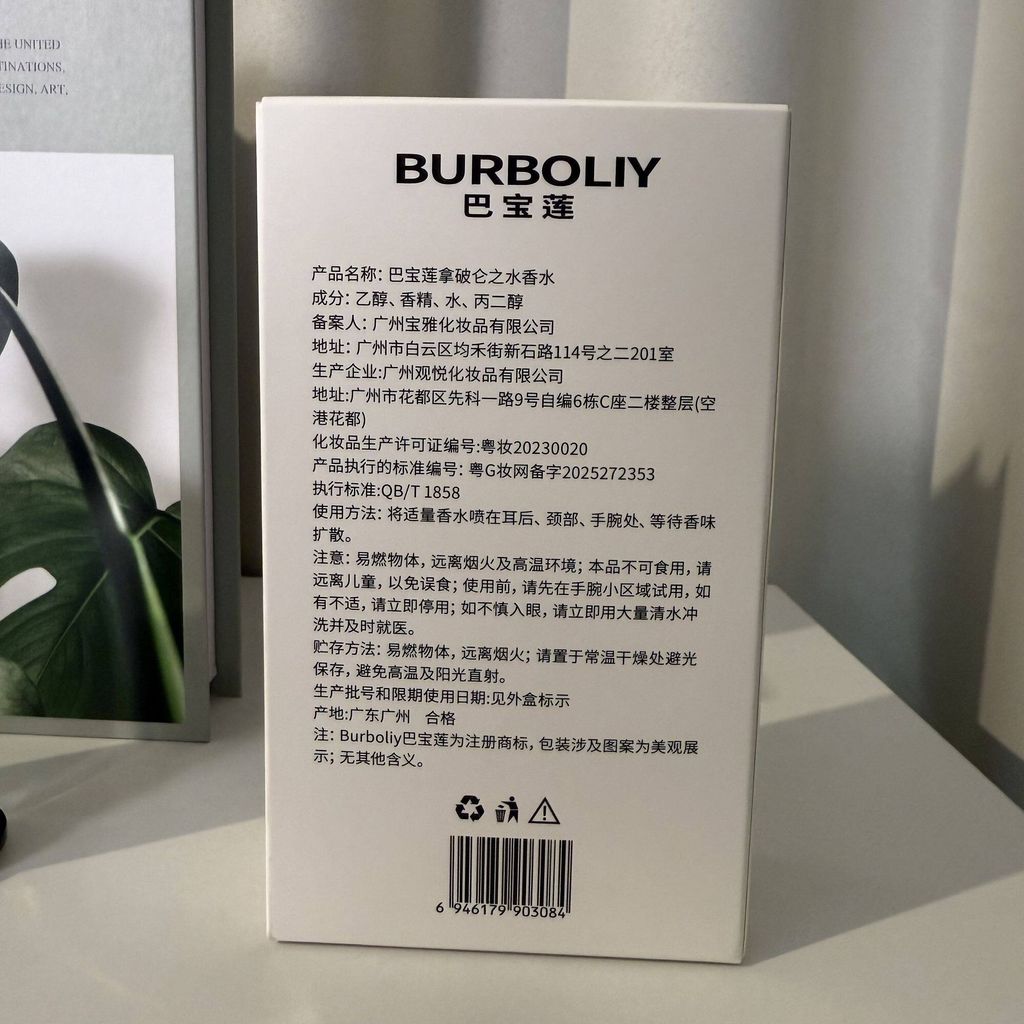 HE UNITED
TINATIONS,
ESIGN, ART,
BURBOLIY
巴宝莲
产品名称: 巴宝莲拿破仑之水香水
成分: 乙醇、香精、水、丙二醇
备案人: 广州宝雅化妆品有限公司
地址: 广州市白云区均禾街新石路114号之二201室
生产企业:广州观悦化妆品有限公司
地址:广州市花都区先科一路9号自编6栋C座二楼整层(空
港花都)
化妆品生产许可证编号:粤妆20230020
产品执行的标准编号: 粤G妆网备字2025272353
执行标准:QB/T 1858
使用方法: 将适量香水喷在耳后、颈部、手腕处、等待香味
扩散。
注意: 易燃物体, 远离烟火及高温环境; 本品不可食用, 请
远离儿童, 以免误食; 使用前, 请先在手腕小区域试用, 如
有不适, 请立即停用; 如不慎入眼, 请立即用大量清水冲
洗并及时就医。
贮存方法: 易燃物体, 远离烟火; 请置于常温干燥处避光
保存, 避免高温及阳光直射。
生产批号和限期使用日期:见外盒标示
产地:广东广州 合格
注: Burboliy巴宝莲为注册商标, 包装涉及图案为美观展
示; 无其他含义。
6 946179 903084